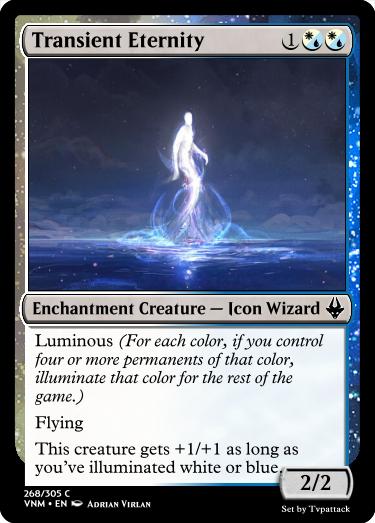 Transient Eternity 1
Enchantment Creature — Icon Wizard
Luminous (For each color, if you control
four or more permanents of that color,
illuminate that color for the rest of the
game.)
Flying
This creature gets +1/+1 as long as
you've illuminated white or blue.
2/2
268/305 C
VNM • EN Adrian Virlan
Set by Tvpattack